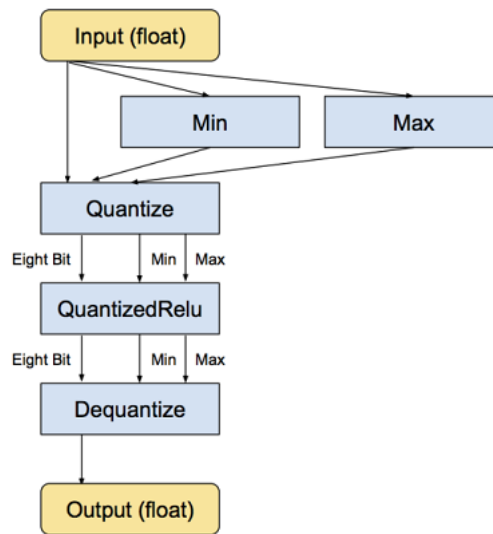 Input (float)
Min
Max
Quantize
Eight Bit
Min
Max
QuantizedRelu
Eight Bit
Min
Max
Dequantize
Output (float)